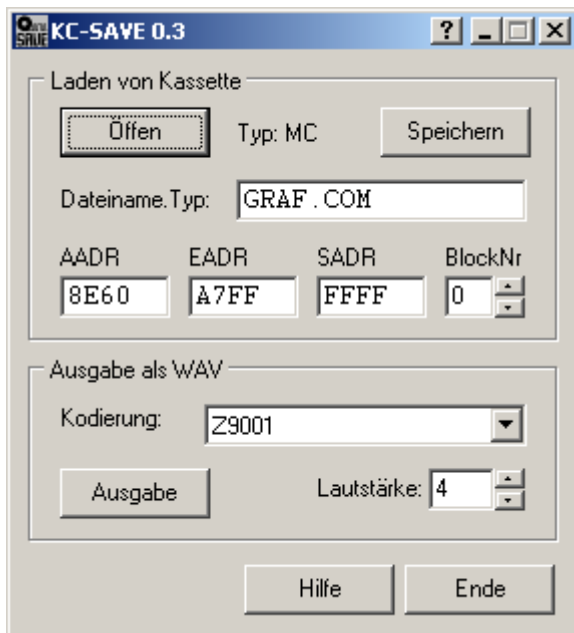 KC-SAVE 0.3
Laden von Kassette
Öffen Typ: MC Speichern
Dateiname.Typ: GRAF.COM
AADR EADR SADR BlockNr
8E60 A7FF FFFF 0
Ausgabe als WAV
Kodierung: Z9001
Ausgabe Lautstärke: 4
Hilfe Ende